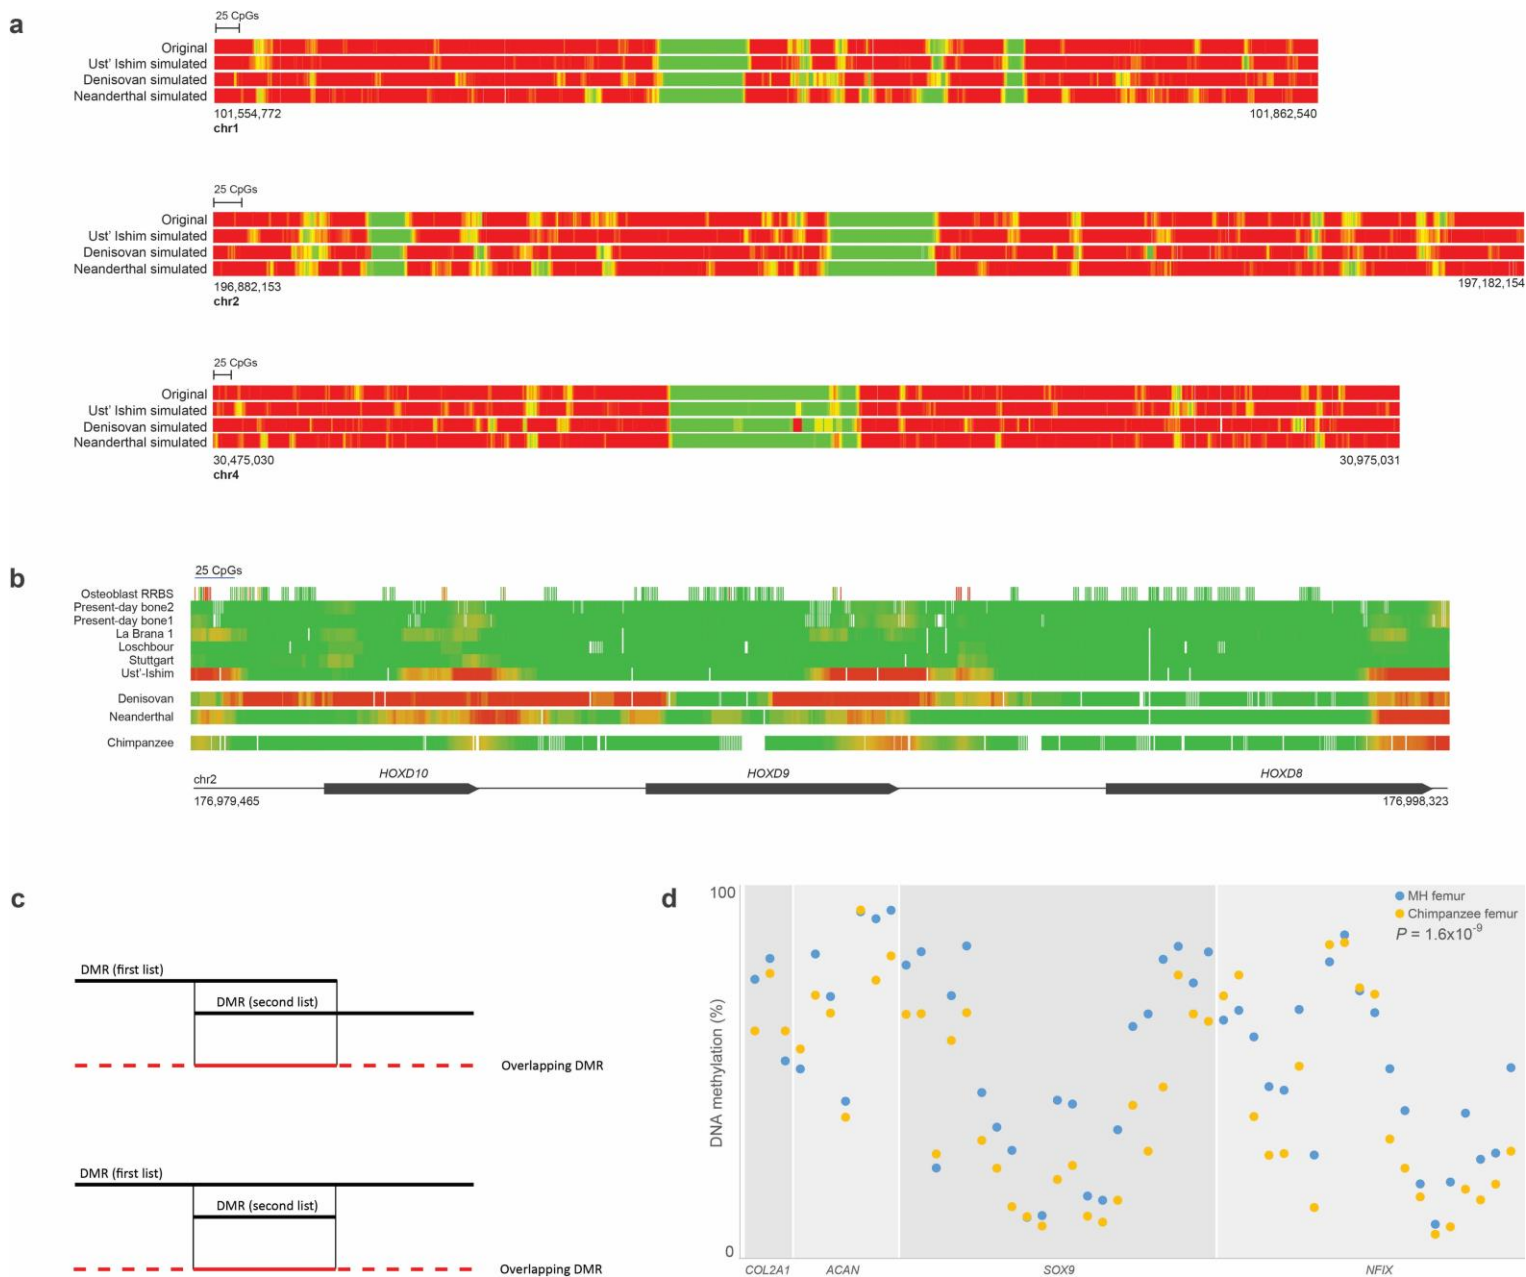 a
25 CpGs
Original
Ust' Ishim simulated
Denisovan simulated
Neanderthal simulated
101,554,772
101,862,540
chr1
25 CpGs
Original
Ust' Ishim simulated
Denisovan simulated
Neanderthal simulated
196,882,153
197,182,154
chr2
25 CpGs
Original
Ust' Ishim simulated
Denisovan simulated
Neanderthal simulated
30,475,030
30,975,031
chr4
b
25 CpGs
Osteoblast RRBS
Present-day bone2
Present-day bone1
La Brana 1
Loschbour
Stuttgart
Ust'-Ishim
Denisovan
Neanderthal
Chimpanzee
chr2
HOXD10
HOXD9
HOXD8
176,979,465
176,998,323
c
DMR (first list)
DMR (second list)
Overlapping DMR
DMR (first list)
DMR (second list)
Overlapping DMR
d
100
MH femur
Chimpanzee femur
P = 1.6x10⁻⁹
DNA methylation (%)
0
COL2A1
ACAN
SOX9
NFIX